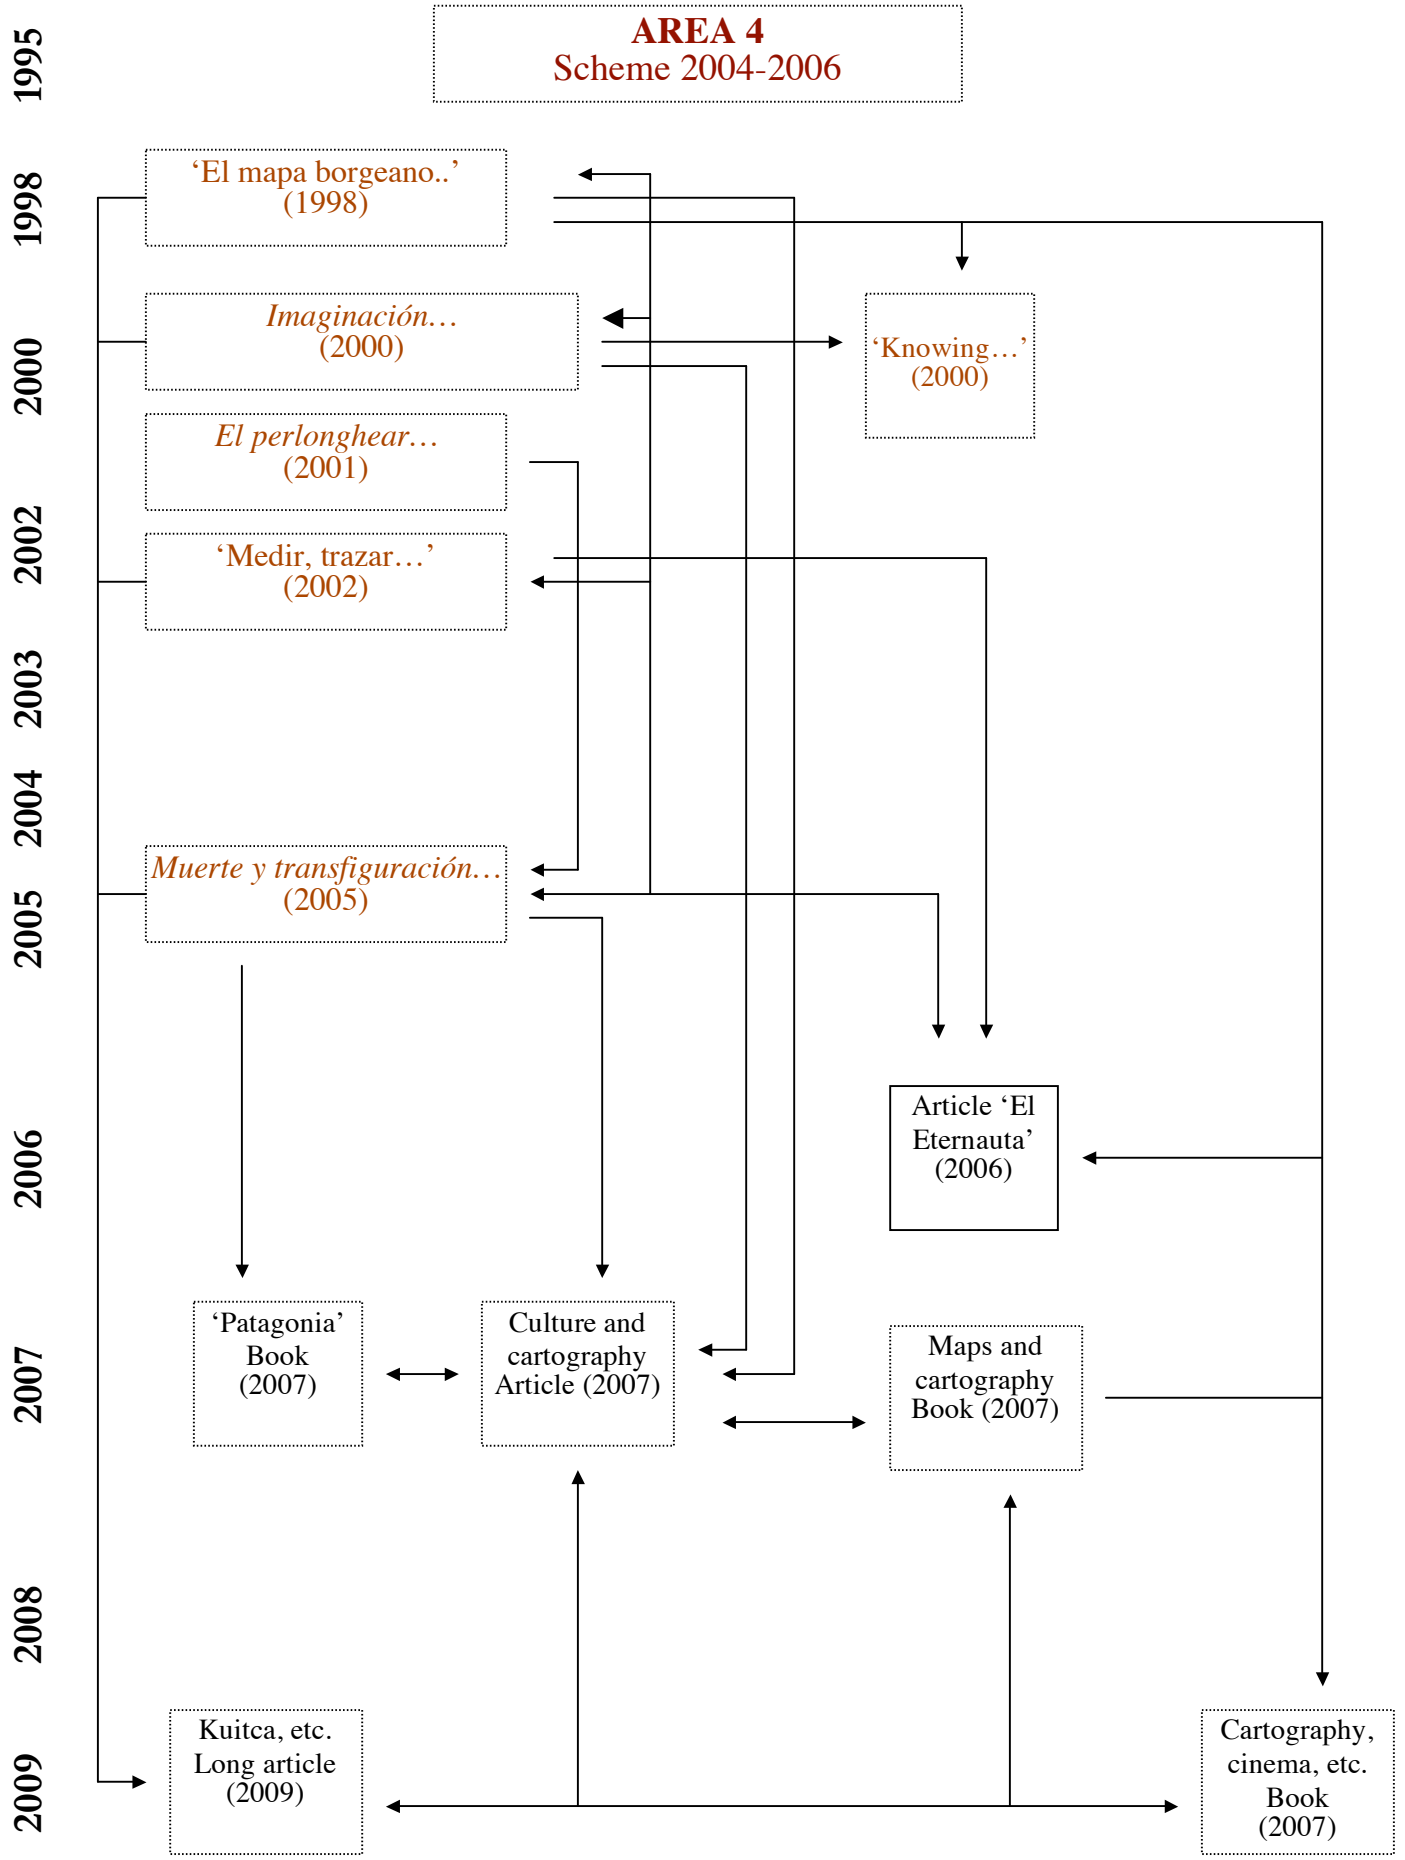 AREA 4
Scheme 2004-2006
1995
1998
2000
2002
2003
2004
2005
2006
2007
2008
2009
‘El mapa borgeano..’
(1998)
Imaginación…
(2000)
‘Knowing…’
(2000)
El perlonghear…
(2001)
‘Medir, trazar…’
(2002)
Muerte y transfiguración…
(2005)
Article ‘El
Eternauta’
(2006)
‘Patagonia’
Book
(2007)
Culture and
cartography
Article (2007)
Maps and
cartography
Book (2007)
Kuitca, etc.
Long article
(2009)
Cartography,
cinema, etc.
Book
(2007)